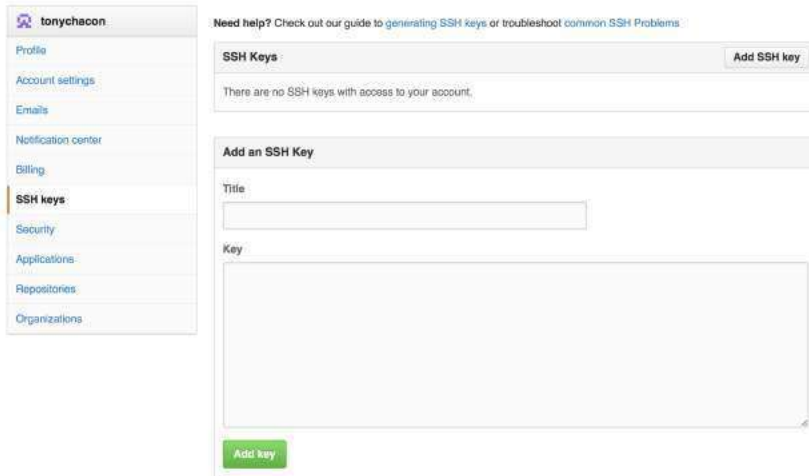 tonychacon
Profile
Account settings
Emails
Notification center
Billing
SSH keys
Security
Applications
Repositories
Organizations
Need help? Check out our guide to generating SSH keys or troubleshoot common SSH Problems
SSH Keys
Add SSH key
There are no SSH keys with access to your account.
Add an SSH Key
Title
Key
Add key